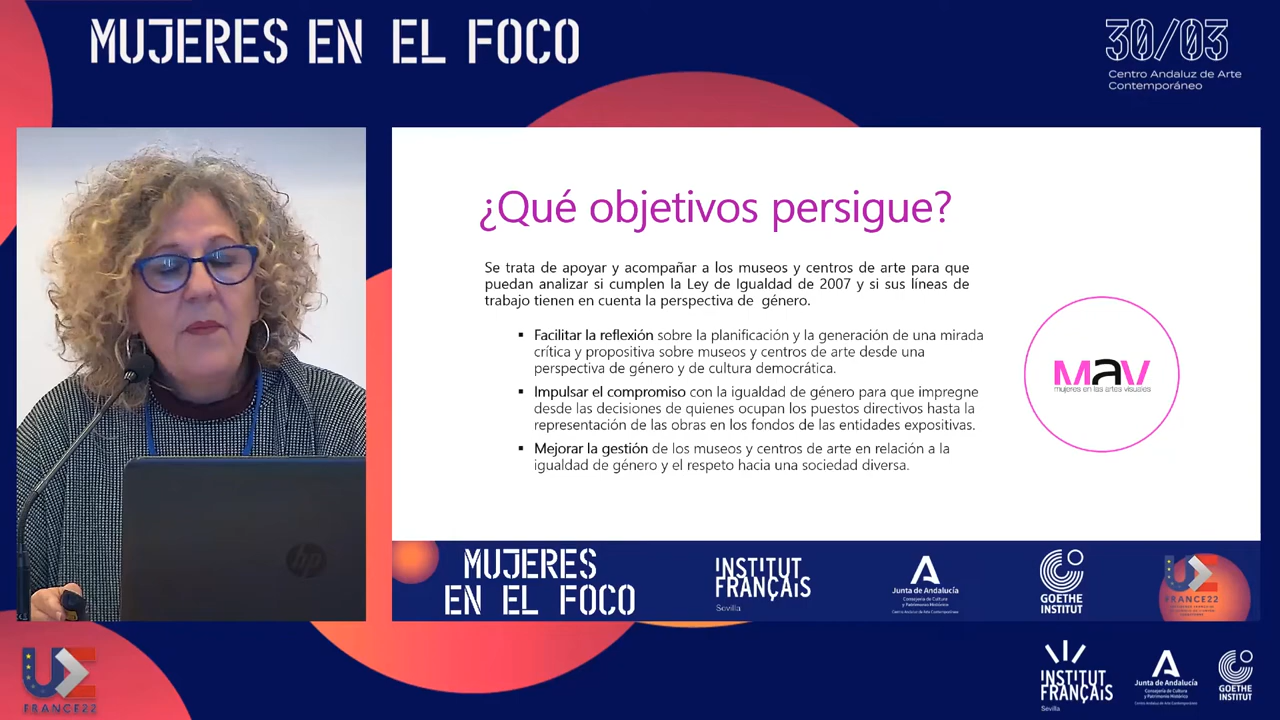 MUJERES EN EL FOCO
30/03
Centro Andaluz de Arte
Contemporáneo
¿Qué objetivos persigue?
Se trata de apoyar y acompañar a los museos y centros de arte para que
puedan analizar si cumplen la Ley de Igualdad de 2007 y si sus líneas de
trabajo tienen en cuenta la perspectiva de género.
▪ Facilitar la reflexión sobre la planificación y la generación de una mirada
crítica y propositiva sobre museos y centros de arte desde una
perspectiva de género y de cultura democrática.
▪ Impulsar el compromiso con la igualdad de género para que impregne
desde las decisiones de quienes ocupan los puestos directivos hasta la
representación de las obras en los fondos de las entidades expositivas.
▪ Mejorar la gestión de los museos y centros de arte en relación a la
igualdad de género y el respeto hacia una sociedad diversa.
MaV
mujeres en las artes visuales
hp
MUJERES
EN EL FOCO
INSTITUT
FRANÇAIS
Sevilla
Junta de Andalucía
Consejería de Cultura
y Patrimonio Histórico
Centro Andaluz de Arte Contemporáneo
GOETHE
INSTITUT
UE
FRANCE22
UE
FRANCE22
INSTITUT
FRANÇAIS
Sevilla
Junta de Andalucía
Consejería de Cultura
y Patrimonio Histórico
Centro Andaluz de Arte Contemporáneo
GOETHE
INSTITUT